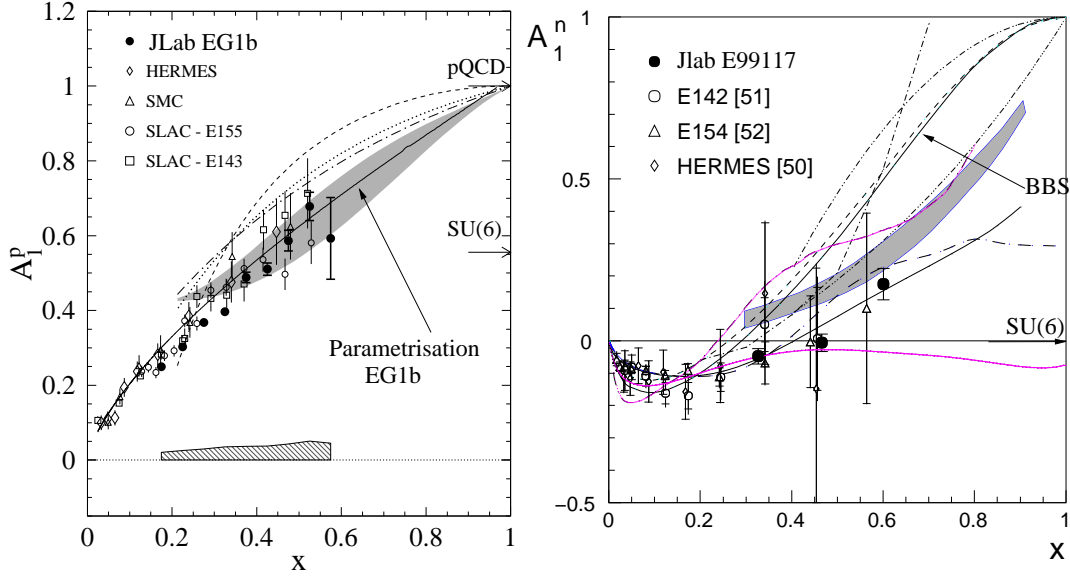 1.2
1
0.8
0.6
0.4
0.2
0
0
0.2
0.4
0.6
0.8
1
x
A₁ᵖ
JLab EG1b
HERMES
SMC
SLAC - E155
SLAC - E143
pQCD
SU(6)
Parametrisation
EG1b
A₁ⁿ
1
0.5
0
−0.5
0
0.2
0.4
0.6
0.8
1
x
Jlab E99117
E142 [51]
E154 [52]
HERMES [50]
BBS
SU(6)